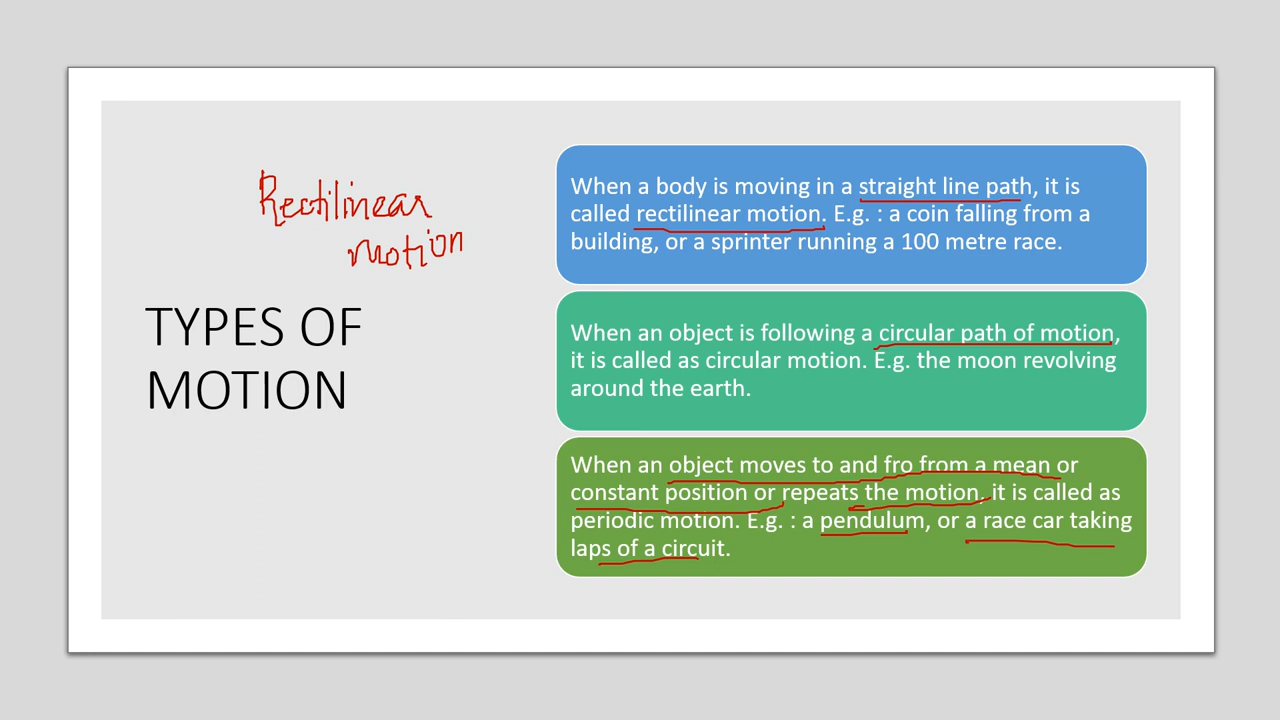 Rectilinear
motion
TYPES OF
MOTION
When a body is moving in a straight line path, it is
called rectilinear motion. E.g. : a coin falling from a
building, or a sprinter running a 100 metre race.
When an object is following a circular path of motion,
it is called as circular motion. E.g. the moon revolving
around the earth.
When an object moves to and fro from a mean or
constant position or repeats the motion, it is called as
periodic motion. E.g. : a pendulum, or a race car taking
laps of a circuit.